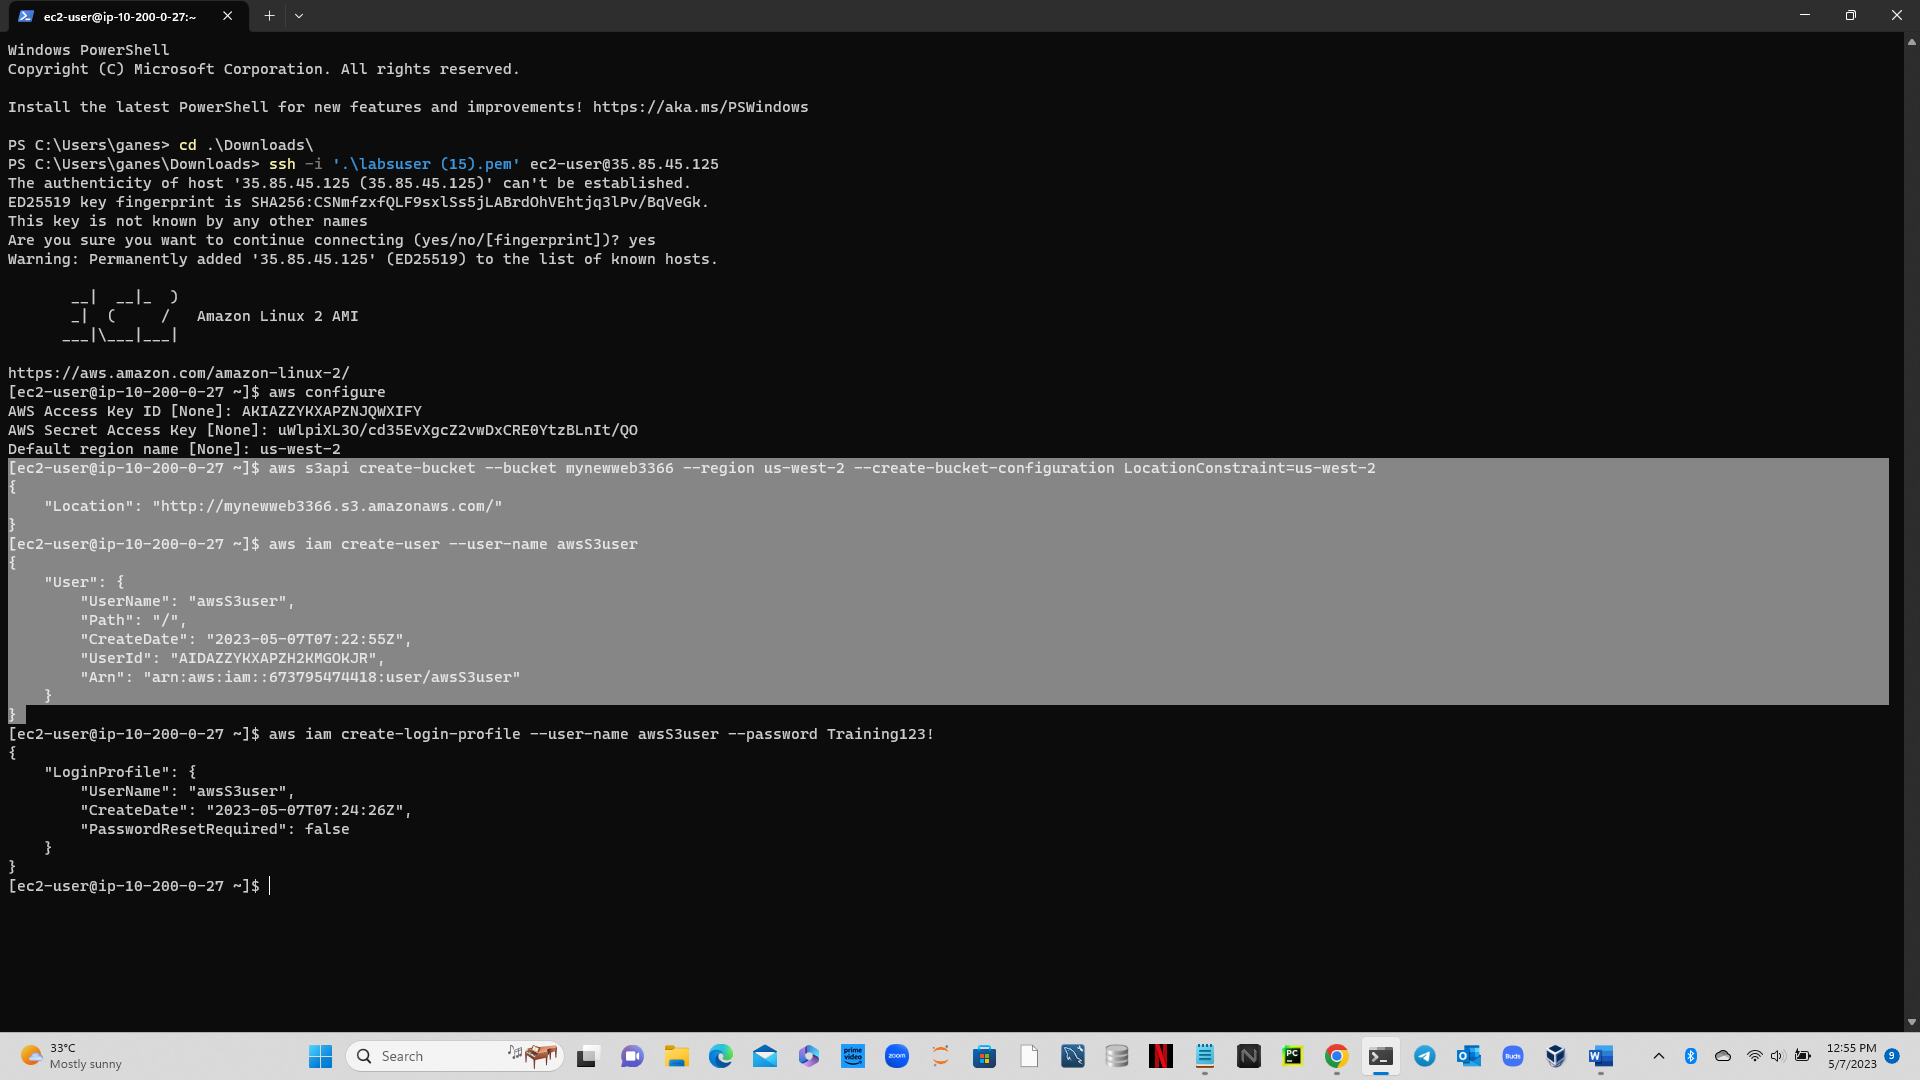 ec2-user@ip-10-200-0-27:~
Windows PowerShell
Copyright (C) Microsoft Corporation. All rights reserved.
Install the latest PowerShell for new features and improvements! https://aka.ms/PSWindows
PS C:\Users\ganes> cd .\Downloads\
PS C:\Users\ganes\Downloads> ssh -i '.\labsuser (15).pem' ec2-user@35.85.45.125
The authenticity of host '35.85.45.125 (35.85.45.125)' can't be established.
ED25519 key fingerprint is SHA256:CSNmfzxfQLF9sxlSs5jLABrdOhVEhtjq3lPv/BqVeGk.
This key is not known by any other names
Are you sure you want to continue connecting (yes/no/[fingerprint])? yes
Warning: Permanently added '35.85.45.125' (ED25519) to the list of known hosts.
       __|  __|_  )
       _|  (     /   Amazon Linux 2 AMI
      ___|\___|___|
https://aws.amazon.com/amazon-linux-2/
[ec2-user@ip-10-200-0-27 ~]$ aws configure
AWS Access Key ID [None]: AKIAZZYKXAPZNJQWXIFY
AWS Secret Access Key [None]: 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
Default region name [None]: us-west-2
[ec2-user@ip-10-200-0-27 ~]$ aws s3api create-bucket --bucket mynewweb3366 --region us-west-2 --create-bucket-configuration LocationConstraint=us-west-2
{
    "Location": "http://mynewweb3366.s3.amazonaws.com/"
}
[ec2-user@ip-10-200-0-27 ~]$ aws iam create-user --user-name awsS3user
{
    "User": {
        "UserName": "awsS3user",
        "Path": "/",
        "CreateDate": "2023-05-07T07:22:55Z",
        "UserId": "AIDAZZYKXAPZH2KMGOKJR",
        "Arn": "arn:aws:iam::673795474418:user/awsS3user"
    }
}
[ec2-user@ip-10-200-0-27 ~]$ aws iam create-login-profile --user-name awsS3user --password Training123!
{
    "LoginProfile": {
        "UserName": "awsS3user",
        "CreateDate": "2023-05-07T07:24:26Z",
        "PasswordResetRequired": false
    }
}
[ec2-user@ip-10-200-0-27 ~]$
33°C
Mostly sunny
Search
prime video
zoom
N
N
PC
Buds
W
12:55 PM
5/7/2023
9